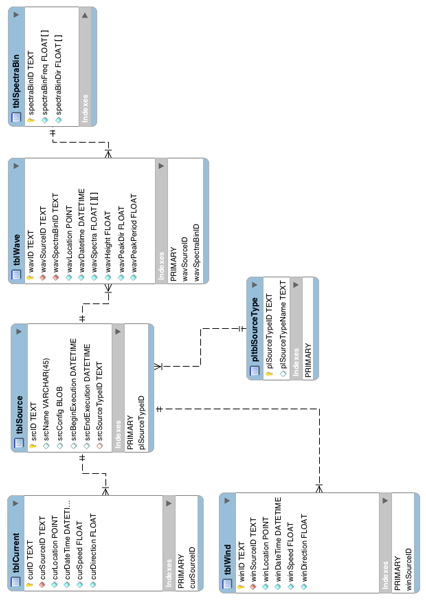 tblSpectraBin
spectraBinID TEXT
spectraBinFreq FLOAT[]
spectraBinDir FLOAT[]
Indexes
tblWave
wavID TEXT
wavSourceID TEXT
wavSpectraBinID TEXT
wavLocation POINT
wavDatetime DATETIME
wavSpectra FLOAT[][]
wavHeight FLOAT
wavPeakDir FLOAT
wavPeakPeriod FLOAT
Indexes
PRIMARY
wavSourceID
wavSpectraBinID
tblSource
srcID TEXT
srcName VARCHAR(45)
srcConfig BLOB
srcBeginExecution DATETIME
srcEndExecution DATETIME
srcSourceTypeID TEXT
Indexes
PRIMARY
plSourceTypeID
pltblSourceType
plSourceTypeID TEXT
plSourceTypeName TEXT
Indexes
PRIMARY
tblCurrent
curID TEXT
curSourceID TEXT
curLocation POINT
curDateTime DATETI...
curSpeed FLOAT
curDirection FLOAT
Indexes
PRIMARY
curSourceID
tblWind
winID TEXT
winSourceID TEXT
winLocation POINT
winDateTime DATETIME
winSpeed FLOAT
winDirection FLOAT
Indexes
PRIMARY
winSourceID